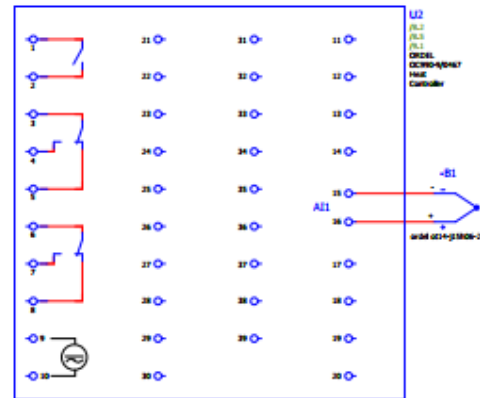 U2
ORDEL
Heat
Controller
1 21 31 11
2 22 32 12
3 23 33 13
4 24 34 14
5 25 35 15
AI1
6 26 36 16
7 27 37 17
8 28 38 18
9 29 39 19
10 30 20
-B1
- -
+ +